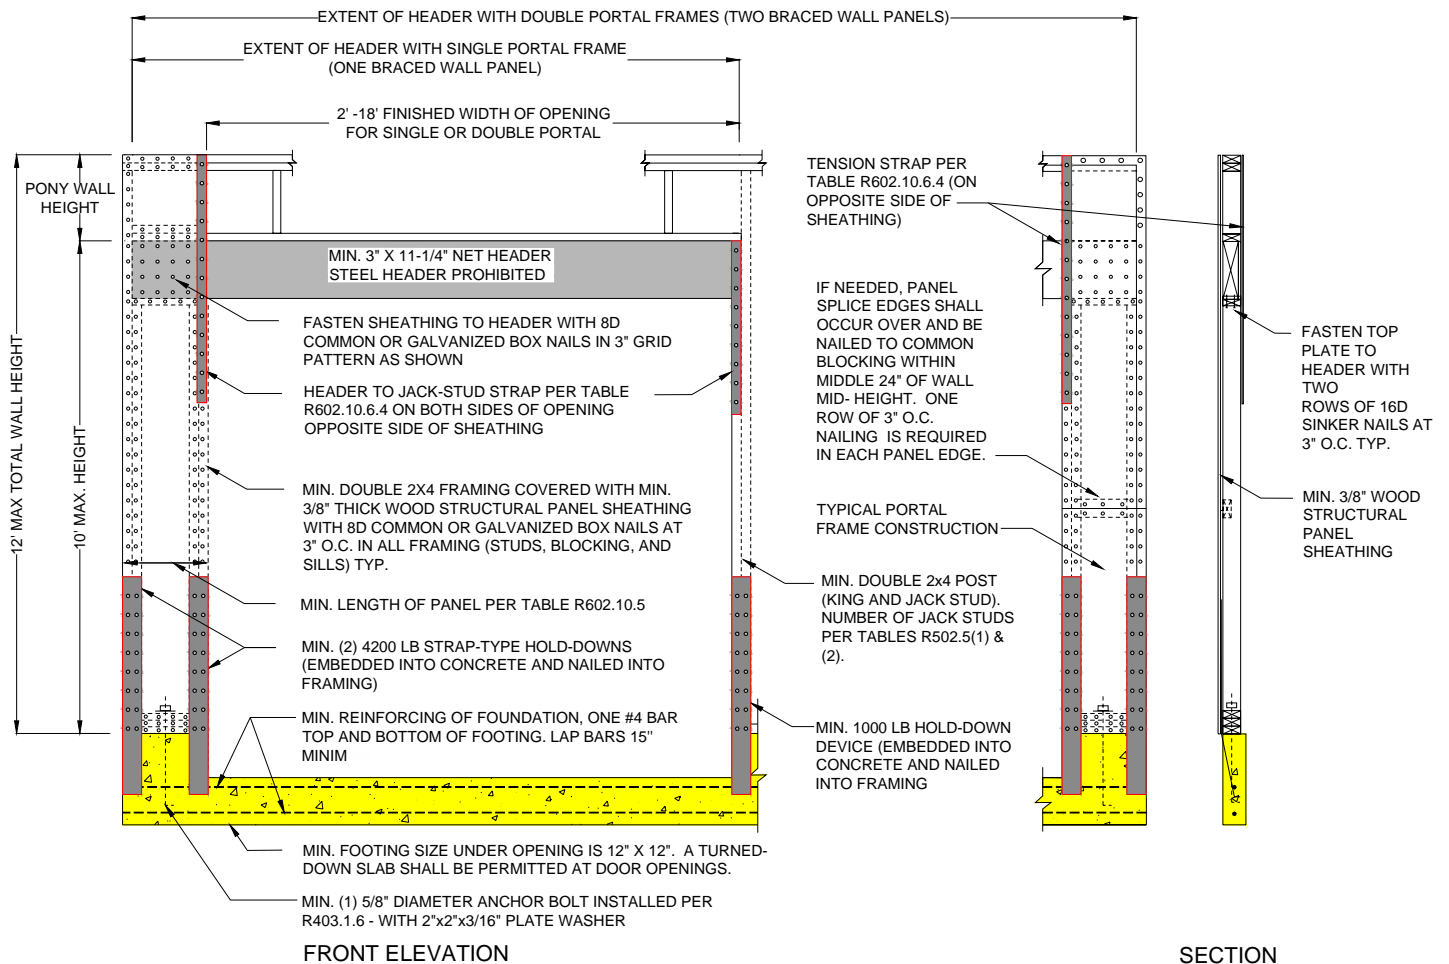 EXTENT OF HEADER WITH DOUBLE PORTAL FRAMES (TWO BRACED WALL PANELS)
EXTENT OF HEADER WITH SINGLE PORTAL FRAME
(ONE BRACED WALL PANEL)
2' -18' FINISHED WIDTH OF OPENING
FOR SINGLE OR DOUBLE PORTAL
PONY WALL
HEIGHT
12' MAX TOTAL WALL HEIGHT
10' MAX. HEIGHT
MIN. 3" X 11-1/4" NET HEADER
STEEL HEADER PROHIBITED
FASTEN SHEATHING TO HEADER WITH 8D
COMMON OR GALVANIZED BOX NAILS IN 3" GRID
PATTERN AS SHOWN
HEADER TO JACK-STUD STRAP PER TABLE
R602.10.6.4 ON BOTH SIDES OF OPENING
OPPOSITE SIDE OF SHEATHING
MIN. DOUBLE 2X4 FRAMING COVERED WITH MIN.
3/8" THICK WOOD STRUCTURAL PANEL SHEATHING
WITH 8D COMMON OR GALVANIZED BOX NAILS AT
3" O.C. IN ALL FRAMING (STUDS, BLOCKING, AND
SILLS) TYP.
MIN. LENGTH OF PANEL PER TABLE R602.10.5
MIN. (2) 4200 LB STRAP-TYPE HOLD-DOWNS
(EMBEDDED INTO CONCRETE AND NAILED INTO
FRAMING)
MIN. REINFORCING OF FOUNDATION, ONE #4 BAR
TOP AND BOTTOM OF FOOTING. LAP BARS 15"
MINIM
MIN. FOOTING SIZE UNDER OPENING IS 12" X 12". A TURNED-
DOWN SLAB SHALL BE PERMITTED AT DOOR OPENINGS.
MIN. (1) 5/8" DIAMETER ANCHOR BOLT INSTALLED PER
R403.1.6 - WITH 2"x2"x3/16" PLATE WASHER
FRONT ELEVATION
TENSION STRAP PER
TABLE R602.10.6.4 (ON
OPPOSITE SIDE OF
SHEATHING)
IF NEEDED, PANEL
SPLICE EDGES SHALL
OCCUR OVER AND BE
NAILED TO COMMON
BLOCKING WITHIN
MIDDLE 24" OF WALL
MID- HEIGHT. ONE
ROW OF 3" O.C.
NAILING IS REQUIRED
IN EACH PANEL EDGE.
TYPICAL PORTAL
FRAME CONSTRUCTION
MIN. DOUBLE 2x4 POST
(KING AND JACK STUD).
NUMBER OF JACK STUDS
PER TABLES R502.5(1) &
(2).
MIN. 1000 LB HOLD-DOWN
DEVICE (EMBEDDED INTO
CONCRETE AND NAILED
INTO FRAMING
FASTEN TOP
PLATE TO
HEADER WITH
TWO
ROWS OF 16D
SINKER NAILS AT
3" O.C. TYP.
MIN. 3/8" WOOD
STRUCTURAL
PANEL
SHEATHING
SECTION